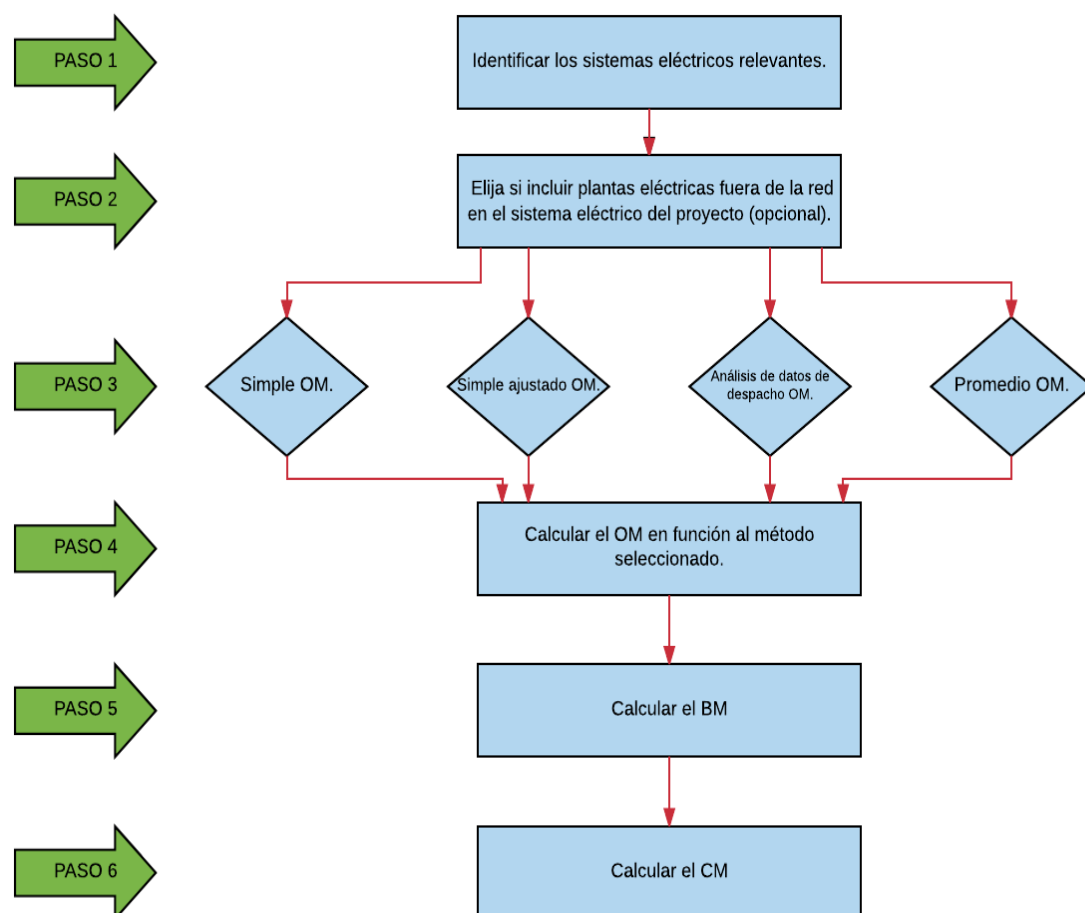 PASO 1
Identificar los sistemas eléctricos relevantes.
PASO 2
Elija si incluir plantas eléctricas fuera de la red
en el sistema eléctrico del proyecto (opcional).
PASO 3
Simple OM.
Simple ajustado OM.
Análisis de datos de
despacho OM.
Promedio OM.
PASO 4
Calcular el OM en función al método
seleccionado.
PASO 5
Calcular el BM
PASO 6
Calcular el CM